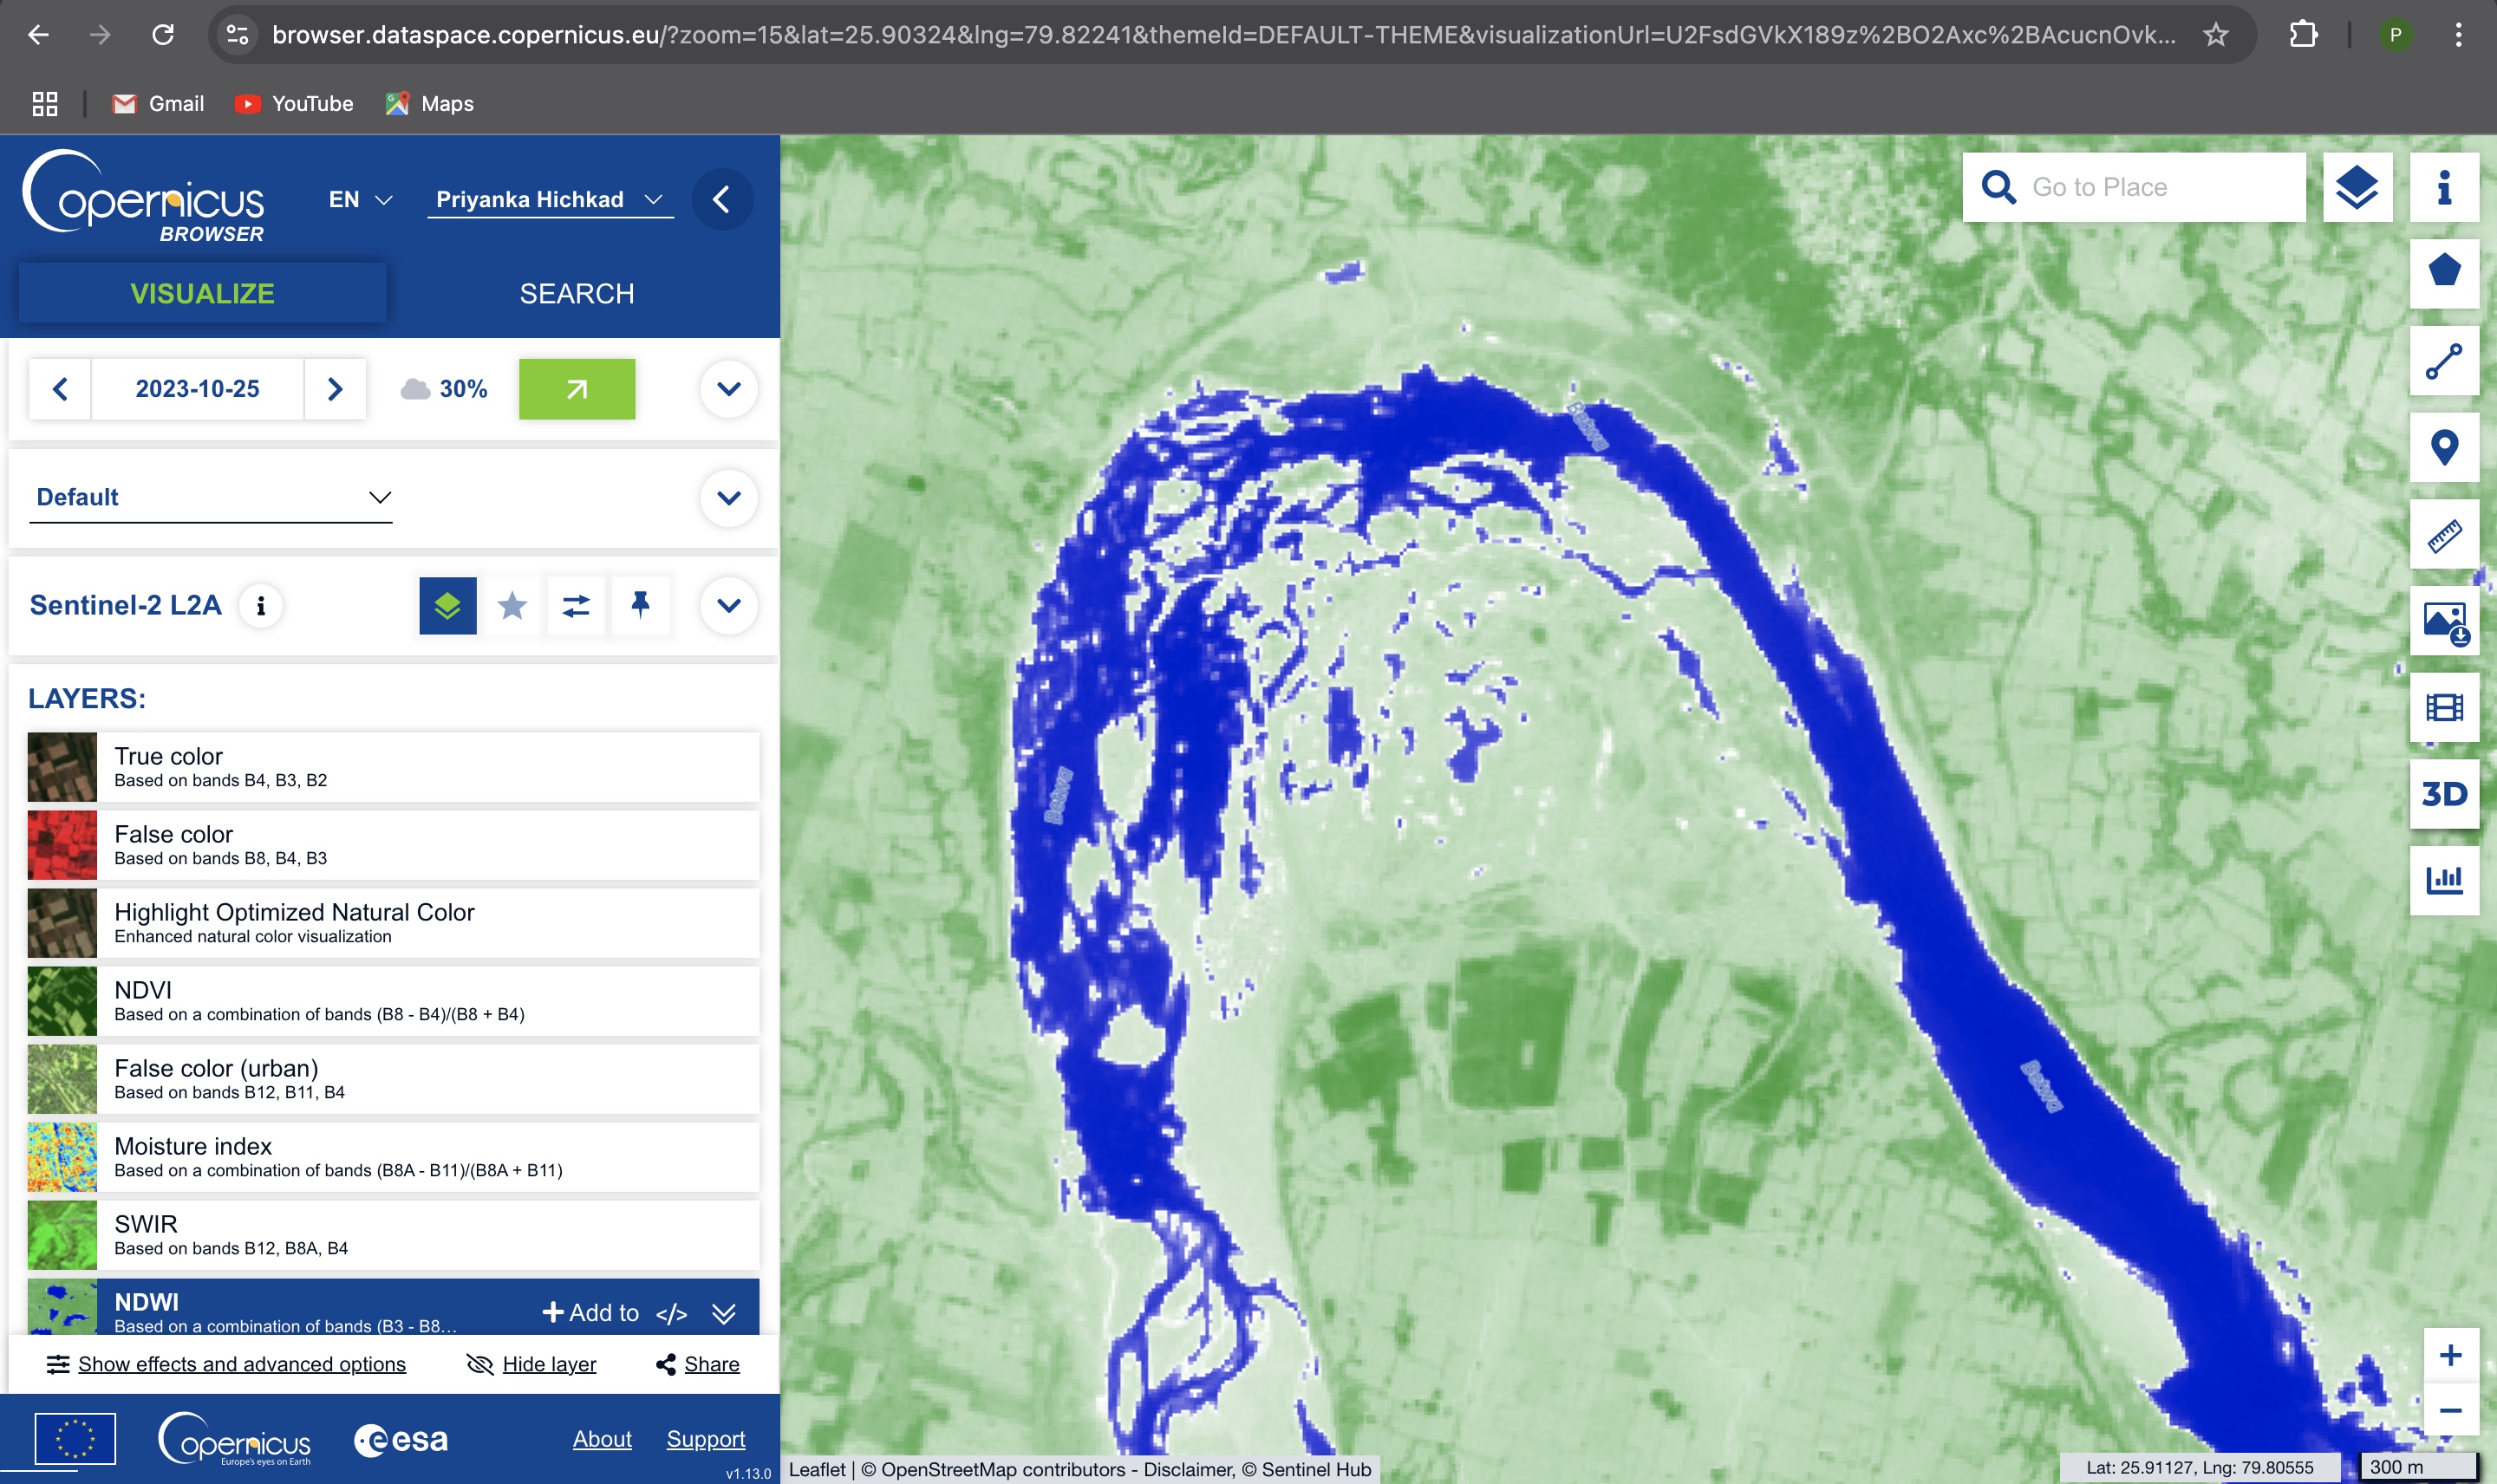 browser.dataspace.copernicus.eu/?zoom=15&lat=25.90324&lng=79.82241&themeId=DEFAULT-THEME&visualizationUrl=U2FsdGVkX189z%2BO2Axc%2BAcucnOvk...
P
Gmail YouTube Maps
Copernicus
BROWSER
EN Priyanka Hichkad
VISUALIZE SEARCH
2023-10-25 30%
Default
Sentinel-2 L2A i
LAYERS:
True color
Based on bands B4, B3, B2
False color
Based on bands B8, B4, B3
Highlight Optimized Natural Color
Enhanced natural color visualization
NDVI
Based on a combination of bands (B8 - B4)/(B8 + B4)
False color (urban)
Based on bands B12, B11, B4
Moisture index
Based on a combination of bands (B8A - B11)/(B8A + B11)
SWIR
Based on bands B12, B8A, B4
NDWI
Based on a combination of bands (B3 - B8...
Add to </>
Show effects and advanced options Hide layer Share
Copernicus
Europe's eyes on Earth
esa
About Support
v1.13.0
Go to Place
i
3D
Betwa
Betwa
Betwa
+
−
Leaflet | © OpenStreetMap contributors - Disclaimer, © Sentinel Hub
Lat: 25.91127, Lng: 79.80555
300 m